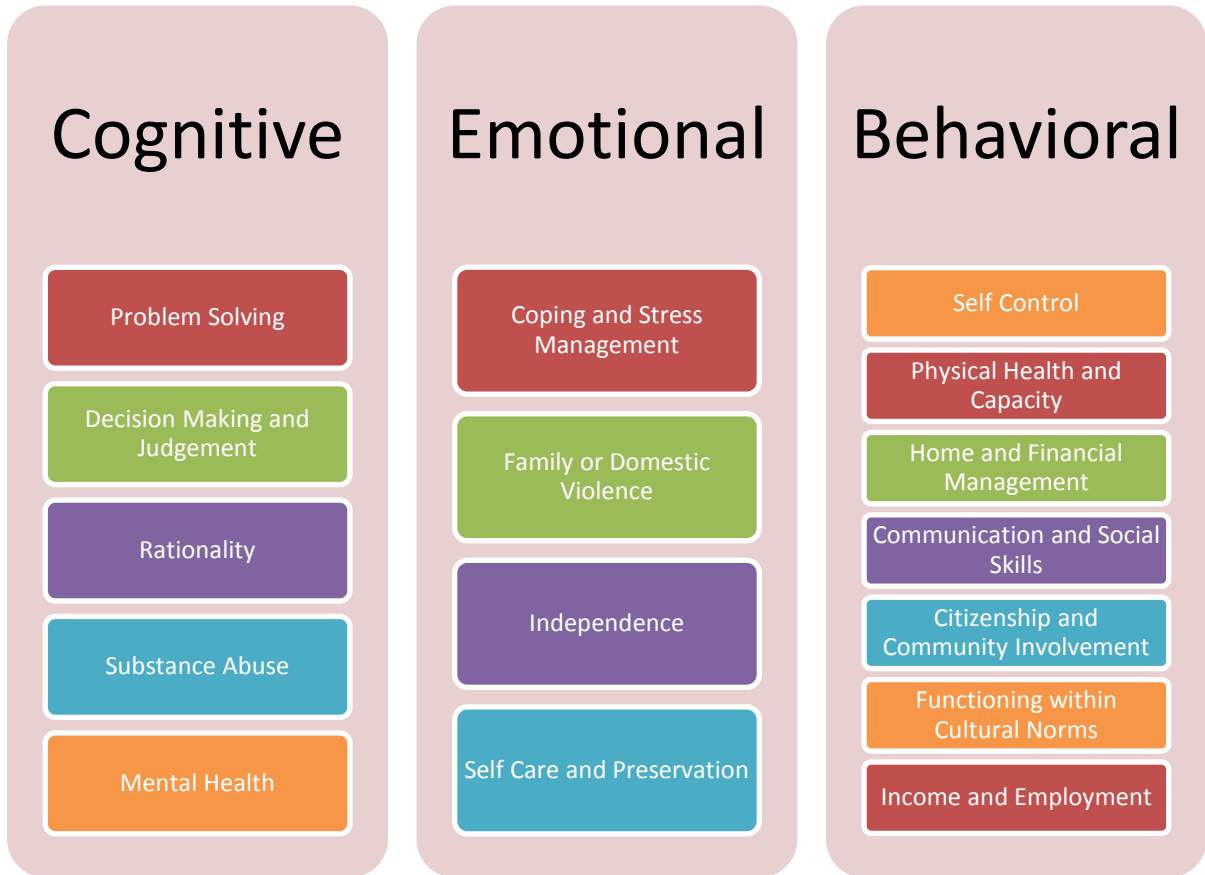 Cognitive
Problem Solving
Decision Making and
Judgement
Rationality
Substance Abuse
Mental Health
Emotional
Coping and Stress
Management
Family or Domestic
Violence
Independence
Self Care and Preservation
Behavioral
Self Control
Physical Health and
Capacity
Home and Financial
Management
Communication and Social
Skills
Citizenship and
Community Involvement
Functioning within
Cultural Norms
Income and Employment